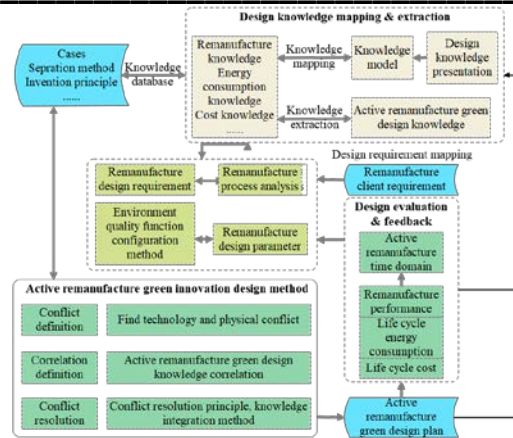 Design knowledge mapping & extraction
Cases
Sepration method
Invention principle
......
Knowledge
database
Remanufacture
knowledge
Energy
consumption
knowledge
Cost knowledge
......
Knowledge
mapping
Knowledge
model
Design
knowledge
presentation
Knowledge
extraction
Active remanufacture green
design knowledge
Design requirement mapping
Remanufacture
design requirement
Remanufacture
process analysis
Remanufacture
client requirement
Environment
quality function
configuration
method
Remanufacture
design parameter
Design evaluation
& feedback
Active
remanufacture
time domain
Remanufacture
performance
Life cycle
energy
consumption
Life cycle cost
Active remanufacture green innovation design method
Conflict
definition
Find technology and physical conflict
Correlation
definition
Active remanufacture green design
knowledge correlation
Conflict
resolution
Conflict resolution principle, knowledge
integration method
Active
remanufacture
green design plan